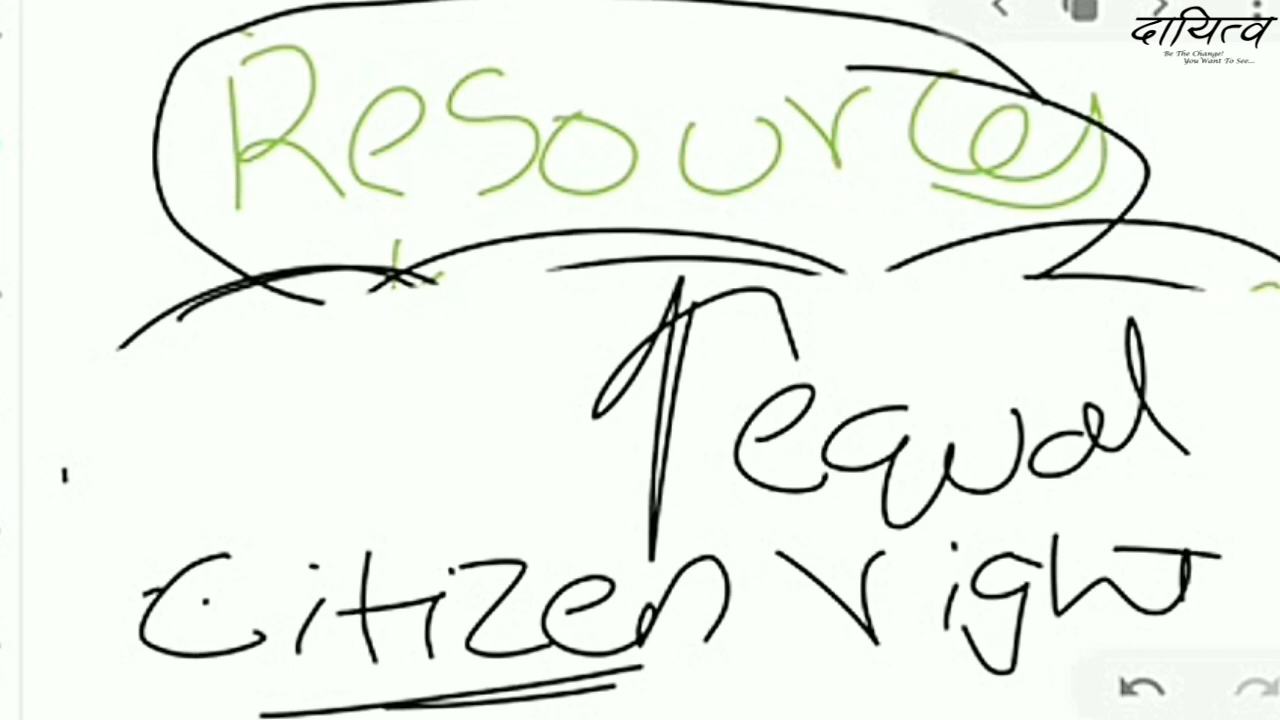 दायित्व
Be The Change!
You Want To See...
Resources
equal
Citizen right